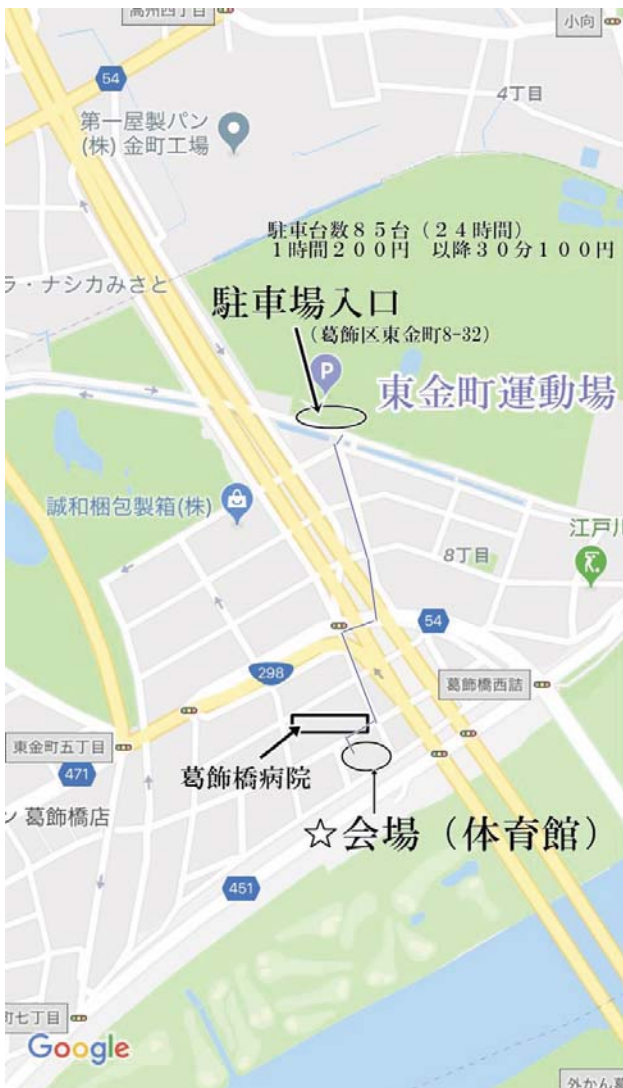 高州四丁目
小向
54
4丁目
第一屋製パン
(株) 金町工場
駐車台数85台（24時間）
1時間200円　以降30分100円
ラ・ナシカみさと
駐車場入口
（葛飾区東金町8-32）
P
東金町運動場
誠和梱包製箱(株)
江戸川
8丁目
54
298
葛飾橋西詰
東金町五丁目
471
葛飾橋病院
ン 葛飾橋店
☆会場（体育館）
451
町七丁目
Google
外かん葛